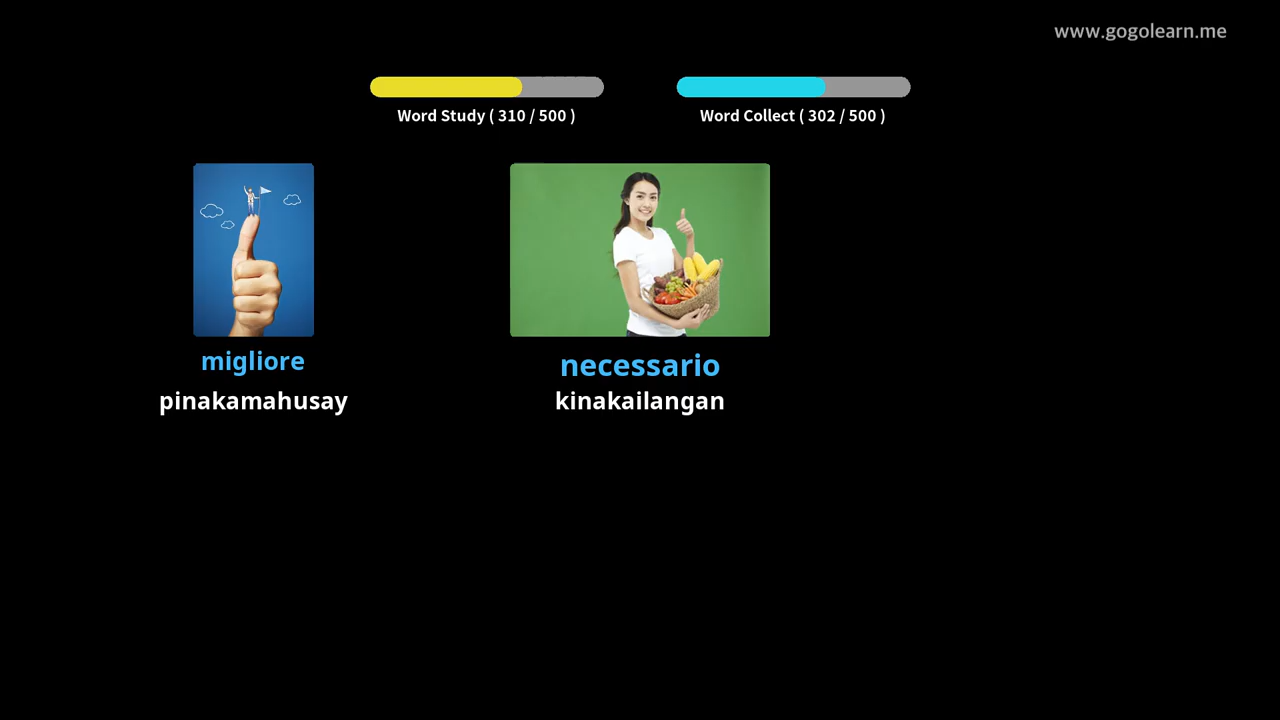 www.gogolearn.me
Word Study ( 310 / 500 )
Word Collect ( 302 / 500 )
migliore
pinakamahusay
necessario
kinakailangan